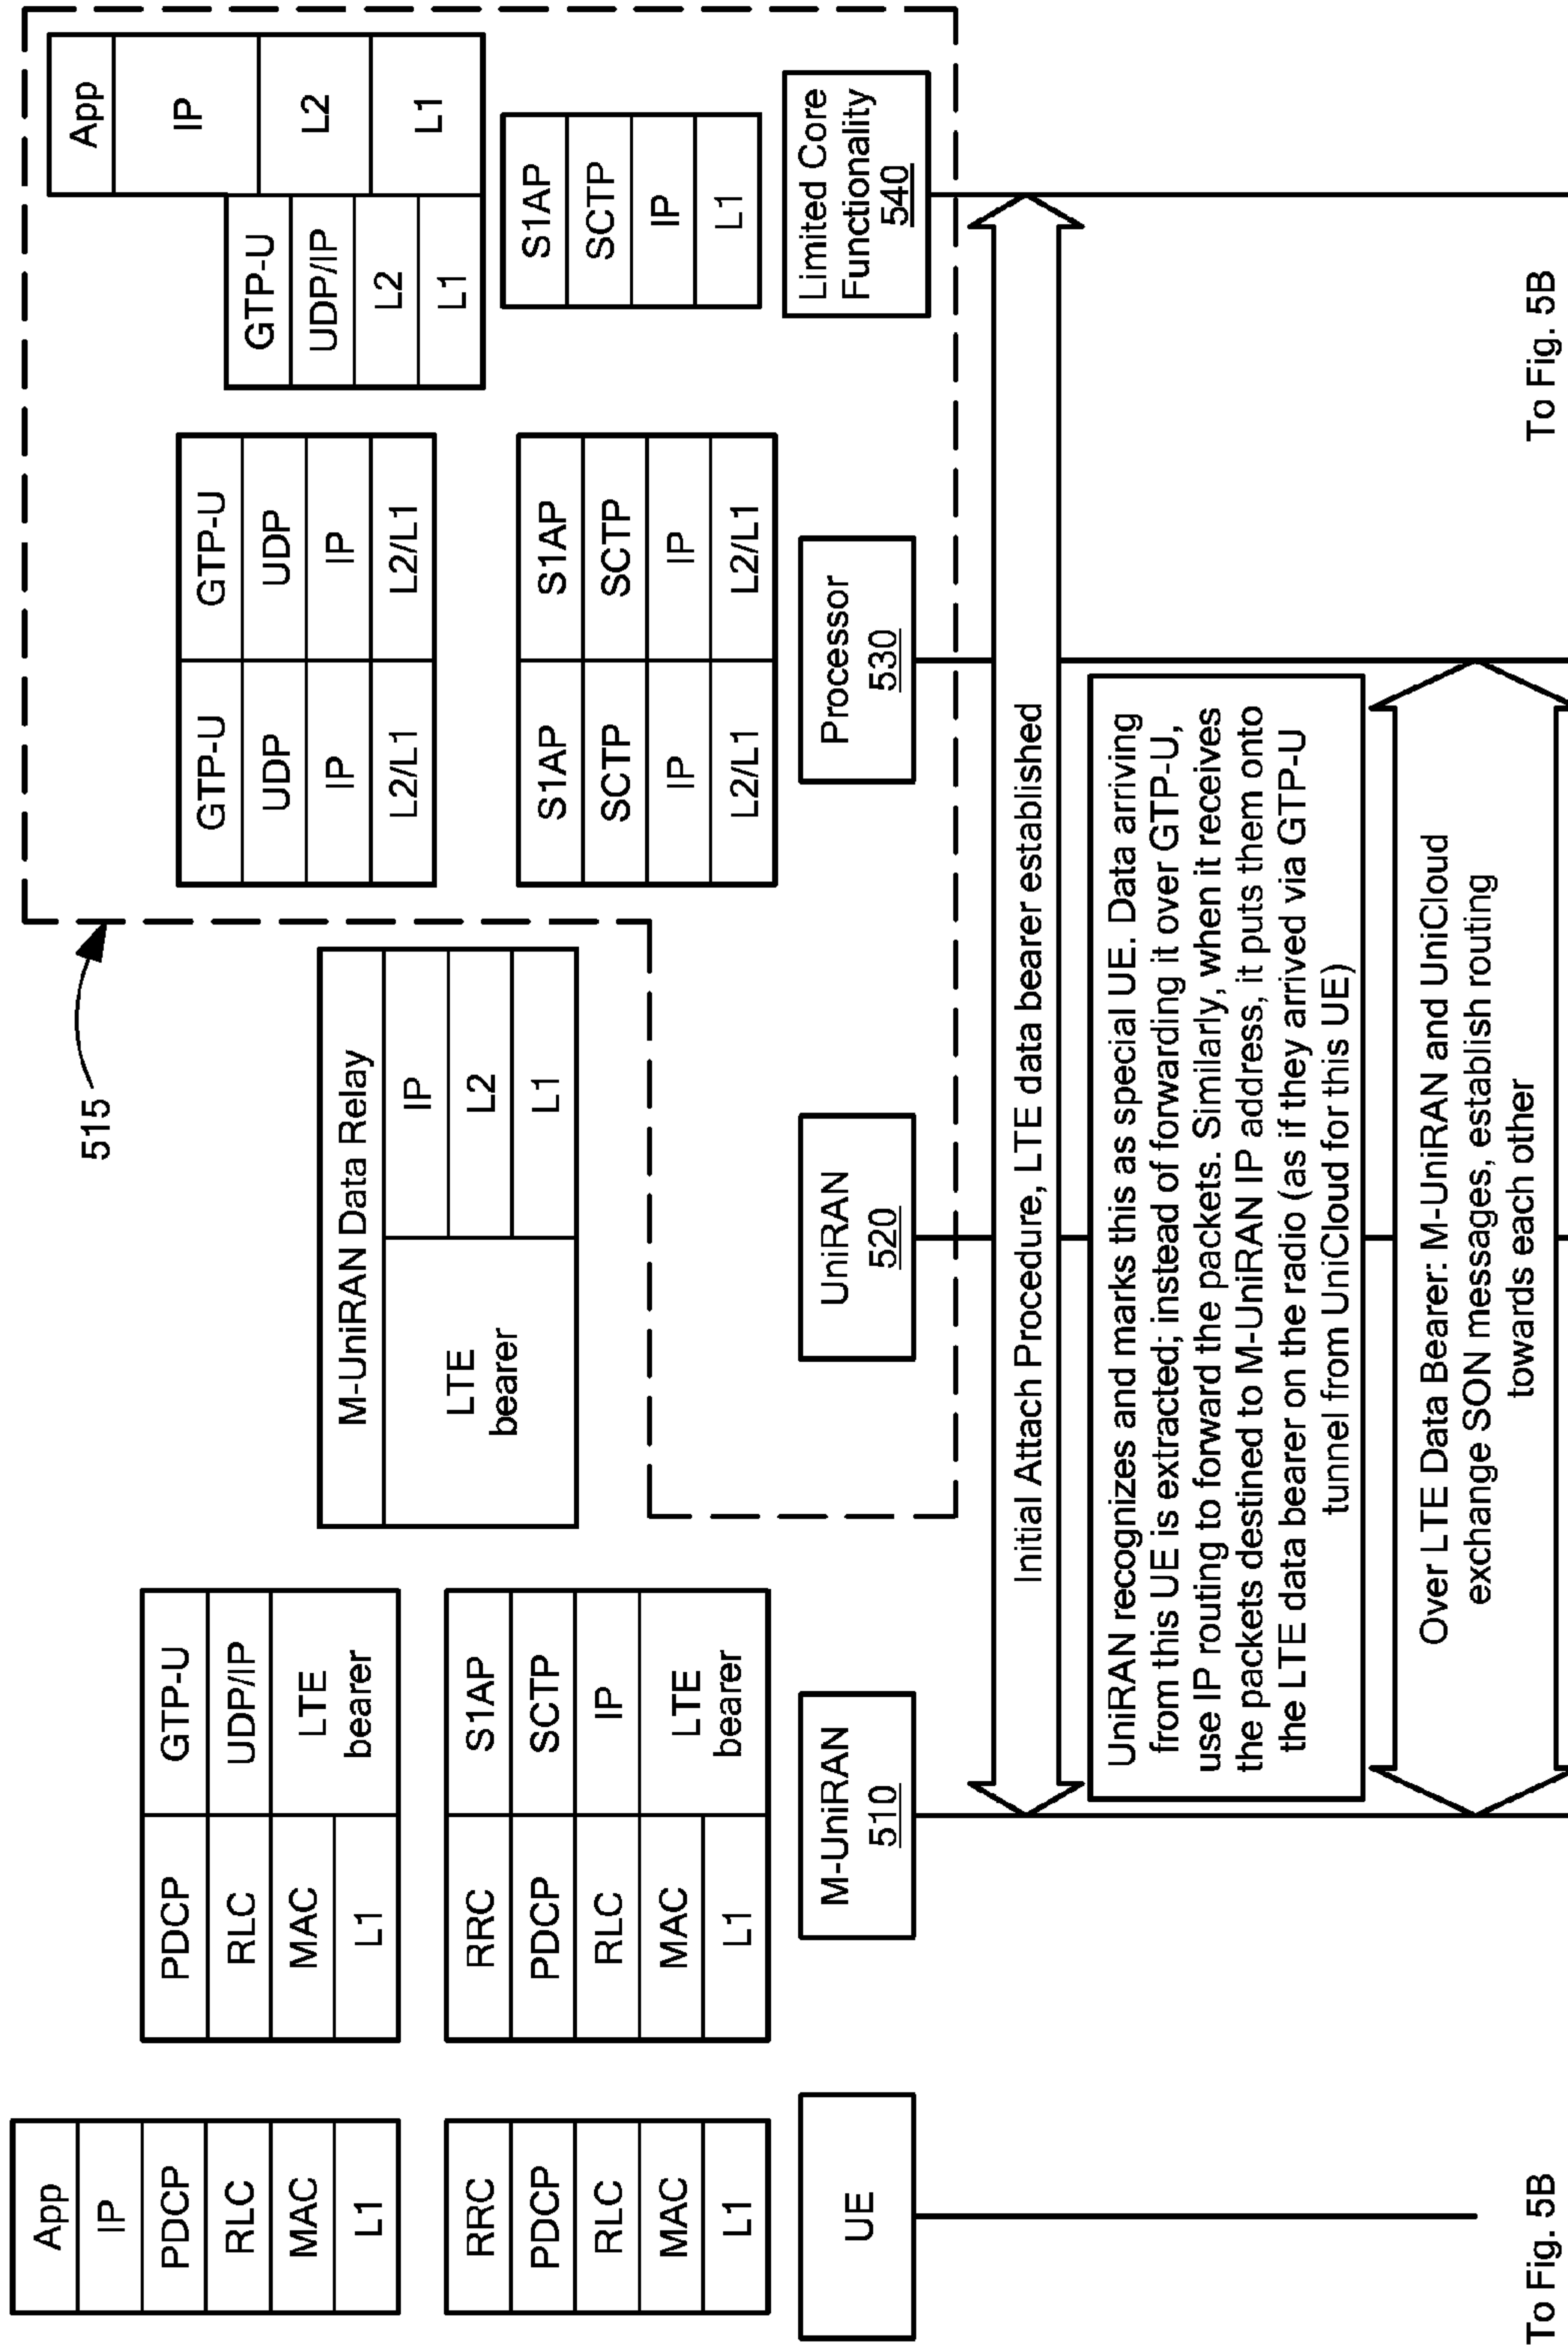 515
App
IP
PDCP
RLC
MAC
L1
RRC
PDCP
RLC
MAC
L1
UE
PDCP
GTP-U
RLC
UDP/IP
MAC
LTE
bearer
L1
RRC
S1AP
PDCP
SCTP
RLC
IP
MAC
LTE
bearer
L1
M-UniRAN
510
M-UniRAN Data Relay
LTE
bearer
IP
L2
L1
UniRAN
520
GTP-U
GTP-U
UDP
UDP
IP
IP
L2/L1
L2/L1
S1AP
S1AP
SCTP
SCTP
IP
IP
L2/L1
L2/L1
Processor
530
App
IP
GTP-U
UDP/IP
L2
L2
L1
L1
S1AP
SCTP
IP
L1
Limited Core
Functionality
540
Initial Attach Procedure, LTE data bearer established
UniRAN recognizes and marks this as special UE. Data arriving
from this UE is extracted; instead of forwarding it over GTP-U,
use IP routing to forward the packets. Similarly, when it receives
the packets destined to M-UniRAN IP address, it puts them onto
the LTE data bearer on the radio (as if they arrived via GTP-U
tunnel from UniCloud for this UE)
Over LTE Data Bearer: M-UniRAN and UniCloud
exchange SON messages, establish routing
towards each other
To Fig. 5B
To Fig. 5B